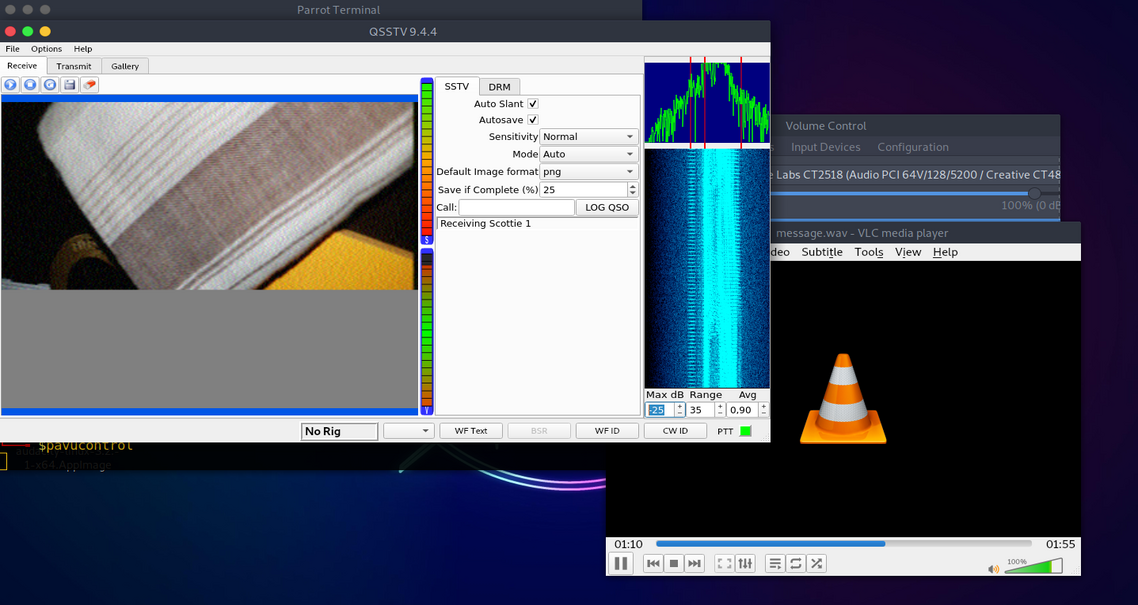 Parrot Terminal
QSSTV 9.4.4
File Options Help
Receive Transmit Gallery
SSTV DRM
Auto Slant
Autosave
Sensitivity Normal
Mode Auto
Default Image format png
Save if Complete (%) 25
Call: LOG QSO
Receiving Scottie 1
S
V
Max dB Range Avg
-25 35 0,90
No Rig WF Text BSR WF ID CW ID PTT
$pavucontrol
1-x64.AppImage
Volume Control
s Input Devices Configuration
e Labs CT2518 (Audio PCI 64V/128/5200 / Creative CT48
100% (0 dB
message.wav - VLC media player
deo Subtitle Tools View Help
01:10 01:55
100%